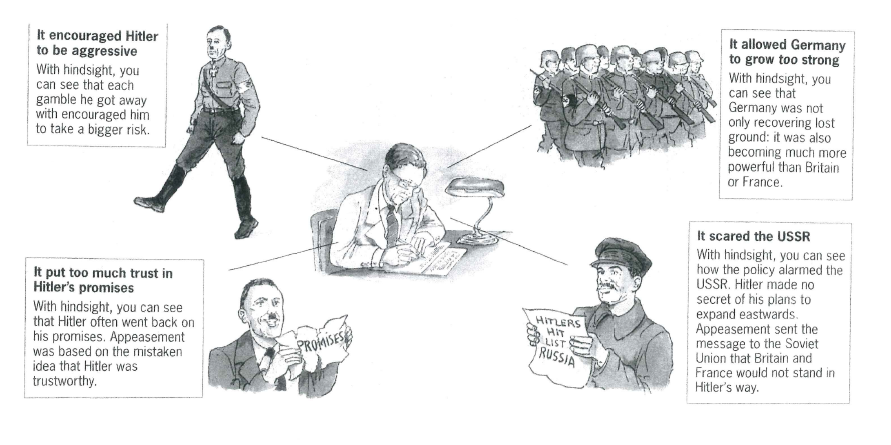 It encouraged Hitler
to be aggressive
With hindsight, you
can see that each
gamble he got away
with encouraged him
to take a bigger risk.
It allowed Germany
to grow too strong
With hindsight, you
can see that
Germany was not
only recovering lost
ground: it was also
becoming much more
powerful than Britain
or France.
It put too much trust in
Hitler's promises
With hindsight, you can see
that Hitler often went back on
his promises. Appeasement
was based on the mistaken
idea that Hitler was
trustworthy.
PROMISES
HITLERS
HIT
LIST
RUSSIA
It scared the USSR
With hindsight, you can see
how the policy alarmed the
USSR. Hitler made no
secret of his plans to
expand eastwards.
Appeasement sent the
message to the Soviet
Union that Britain and
France would not stand in
Hitler's way.